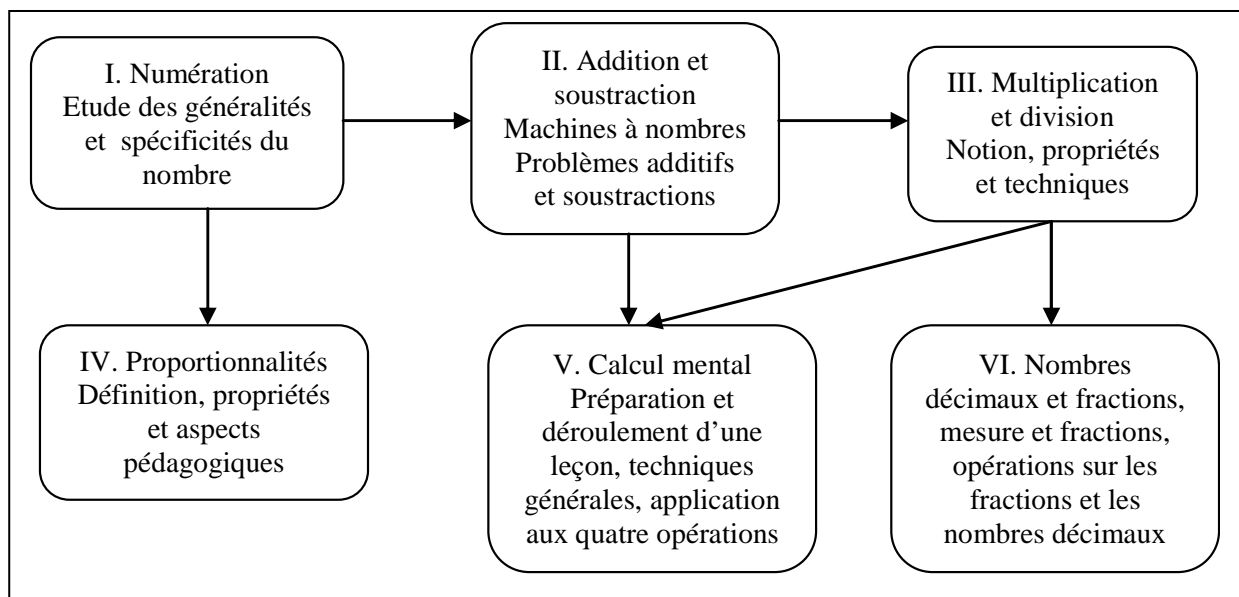 I. Numération
Etude des généralités
et spécificités du
nombre
II. Addition et
soustraction
Machines à nombres
Problèmes additifs
et soustractions
III. Multiplication
et division
Notion, propriétés
et techniques
IV. Proportionnalités
Définition, propriétés
et aspects
pédagogiques
V. Calcul mental
Préparation et
déroulement d’une
leçon, techniques
générales, application
aux quatre opérations
VI. Nombres
décimaux et fractions,
mesure et fractions,
opérations sur les
fractions et les
nombres décimaux